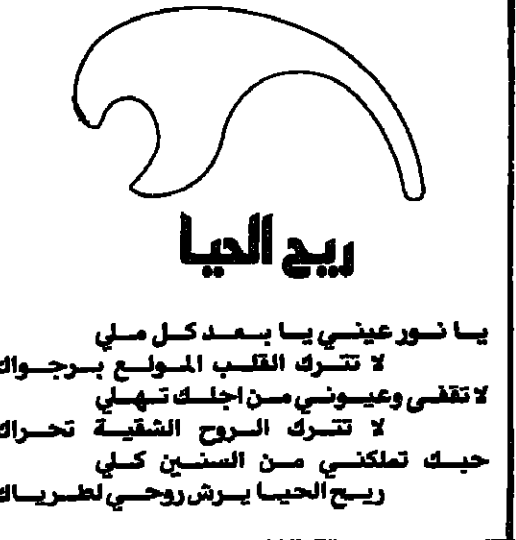 ريح الحيا
يا نور عيني يا بعد كل ملي
لا تترك القلب المولع برجواك
لا تقفى وعيوني من اجلك تهلي
لا تترك الروح الشقية تحراك
حبك تملكني من السنين كلي
ريح الحيا يرش روحي لطرياك